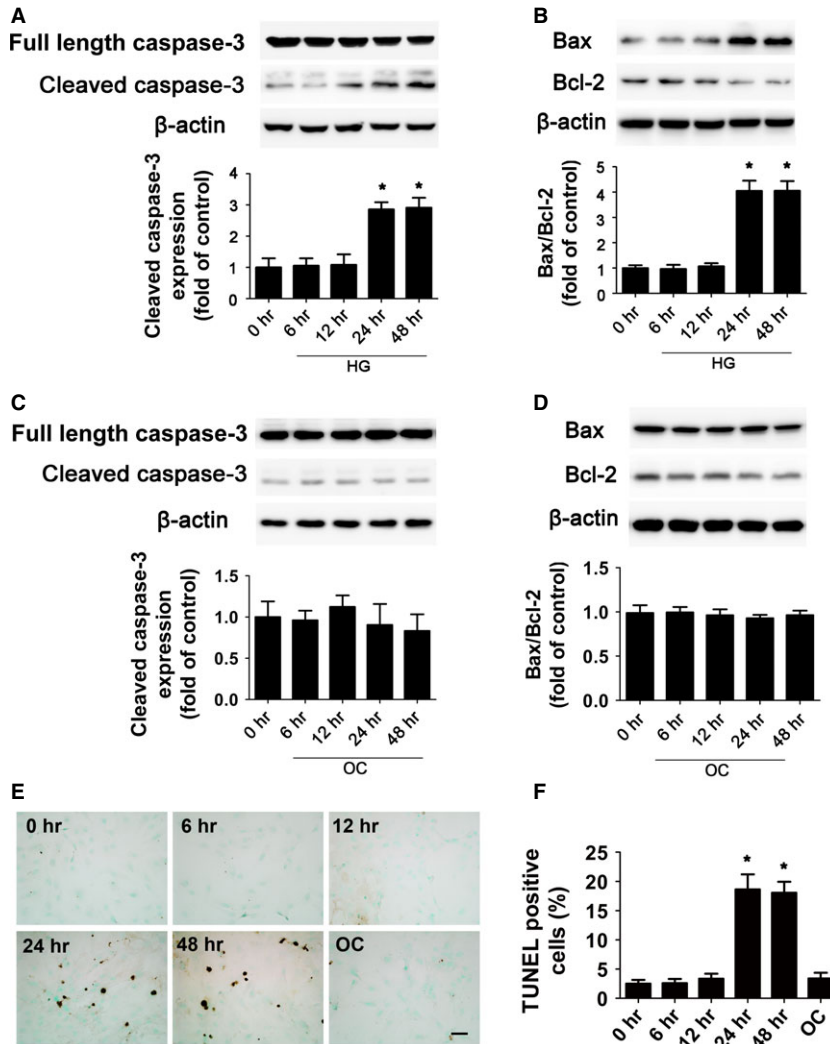 A
Full length caspase-3
Cleaved caspase-3
β-actin
Cleaved caspase-3
expression
(fold of control)
4
3
2
1
0
* *
0 hr 6 hr 12 hr 24 hr 48 hr
HG
B
Bax
Bcl-2
β-actin
Bax/Bcl-2
(fold of control)
5
4
3
2
1
0
* *
0 hr 6 hr 12 hr 24 hr 48 hr
HG
C
Full length caspase-3
Cleaved caspase-3
β-actin
Cleaved caspase-3
expression
(fold of control)
1.5
1.0
0.5
0.0
0 hr 6 hr 12 hr 24 hr 48 hr
OC
D
Bax
Bcl-2
β-actin
Bax/Bcl-2
(fold of control)
1.5
1.0
0.5
0.0
0 hr 6 hr 12 hr 24 hr 48 hr
OC
E
0 hr 6 hr 12 hr
24 hr 48 hr OC
F
TUNEL positive
cells (%)
25
20
15
10
5
0
* *
0 hr 6 hr 12 hr 24 hr 48 hr OC